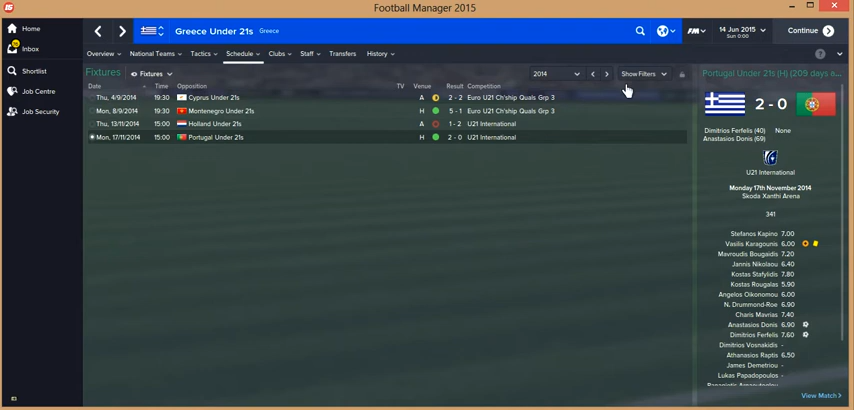 Football Manager 2015
Home
Greece Under 21s Greece
FM
14 Jun 2015
Sun 0:00
Continue
Inbox
Overview National Teams Tactics Schedule Clubs Staff Transfers History
Shortlist
Job Centre
Job Security
Fixtures Fixtures 2014 Show Filters
Date Time Opposition TV Venue Result Competition
Thu, 4/9/2014 19:30 Cyprus Under 21s A 2 - 2 Euro U21 Ch'ship Quals Grp 3
Mon, 8/9/2014 19:30 Montenegro Under 21s H 5 - 1 Euro U21 Ch'ship Quals Grp 3
Thu, 13/11/2014 15:00 Holland Under 21s A 1 - 2 U21 International
Mon, 17/11/2014 15:00 Portugal Under 21s H 2 - 0 U21 International
Portugal Under 21s (H) (209 days a...
2 - 0
Dimitrios Ferfelis (40) None
Anastasios Donis (69)
U21 International
Monday 17th November 2014
Skoda Xanthi Arena
341
Stefanos Kapino 7.00
Vasilis Karagounis 6.00
Mavroudis Bougaidis 7.20
Jannis Nikolaou 6.40
Kostas Stafylidis 7.80
Kostas Rougalas 5.90
Angelos Oikonomou 6.00
N. Drummond-Roe 6.90
Charis Mavrias 7.40
Anastasios Donis 6.90
Dimitrios Ferfelis 7.60
Dimitris Vosnakidis -
Athanasios Raptis 6.50
James Demetriou -
Lukas Papadopoulos -
View Match